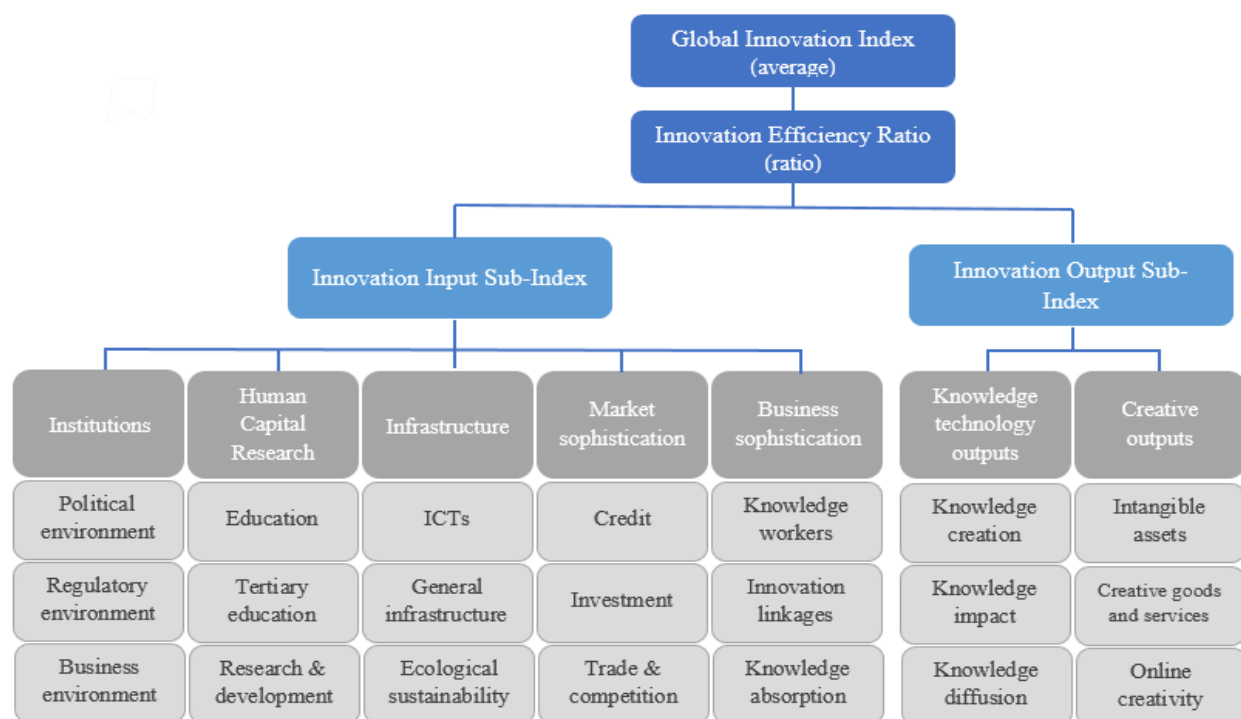 Global Innovation Index
(average)
Innovation Efficiency Ratio
(ratio)
Innovation Input Sub-Index
Innovation Output Sub-
Index
Institutions
Human
Capital
Research
Infrastructure
Market
sophistication
Business
sophistication
Knowledge
technology
outputs
Creative
outputs
Political
environment
Education
ICTs
Credit
Knowledge
workers
Knowledge
creation
Intangible
assets
Regulatory
environment
Tertiary
education
General
infrastructure
Investment
Innovation
linkages
Knowledge
impact
Creative goods
and services
Business
environment
Research &
development
Ecological
sustainability
Trade &
competition
Knowledge
absorption
Knowledge
diffusion
Online
creativity